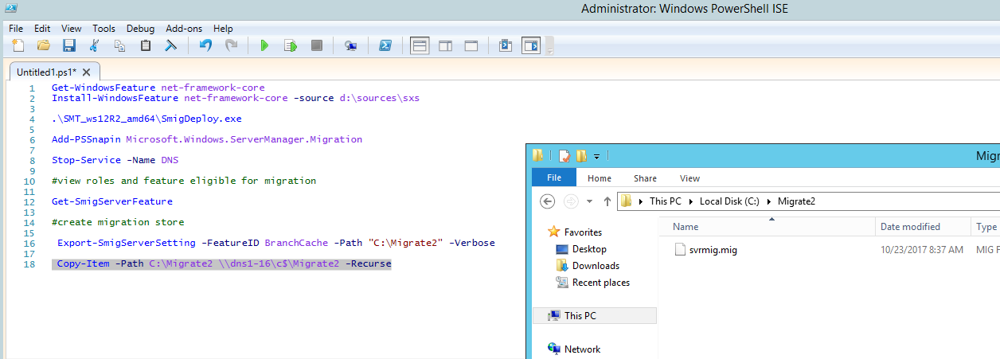 Administrator: Windows PowerShell ISE
File Edit View Tools Debug Add-ons Help
Untitled1.ps1* X
1 Get-WindowsFeature net-framework-core
2 Install-WindowsFeature net-framework-core -source d:\sources\sxs
3
4 .\SMT_ws12R2_amd64\SmigDeploy.exe
5
6 Add-PSSnapin Microsoft.Windows.ServerManager.Migration
7
8 Stop-Service -Name DNS
9
10 #view roles and feature eligible for migration
11
12 Get-SmigServerFeature
13
14 #create migration store
15
16 Export-SmigServerSetting -FeatureID BranchCache -Path "C:\Migrate2" -Verbose
17
18 Copy-Item -Path C:\Migrate2 \\dns1-16\c$\Migrate2 -Recurse
Migr
File Home Share View
This PC Local Disk (C:) Migrate2
Name Date modified Type
Favorites
Desktop
Downloads
Recent places
This PC
Network
svrmig.mig 10/23/2017 8:37 AM MIG F